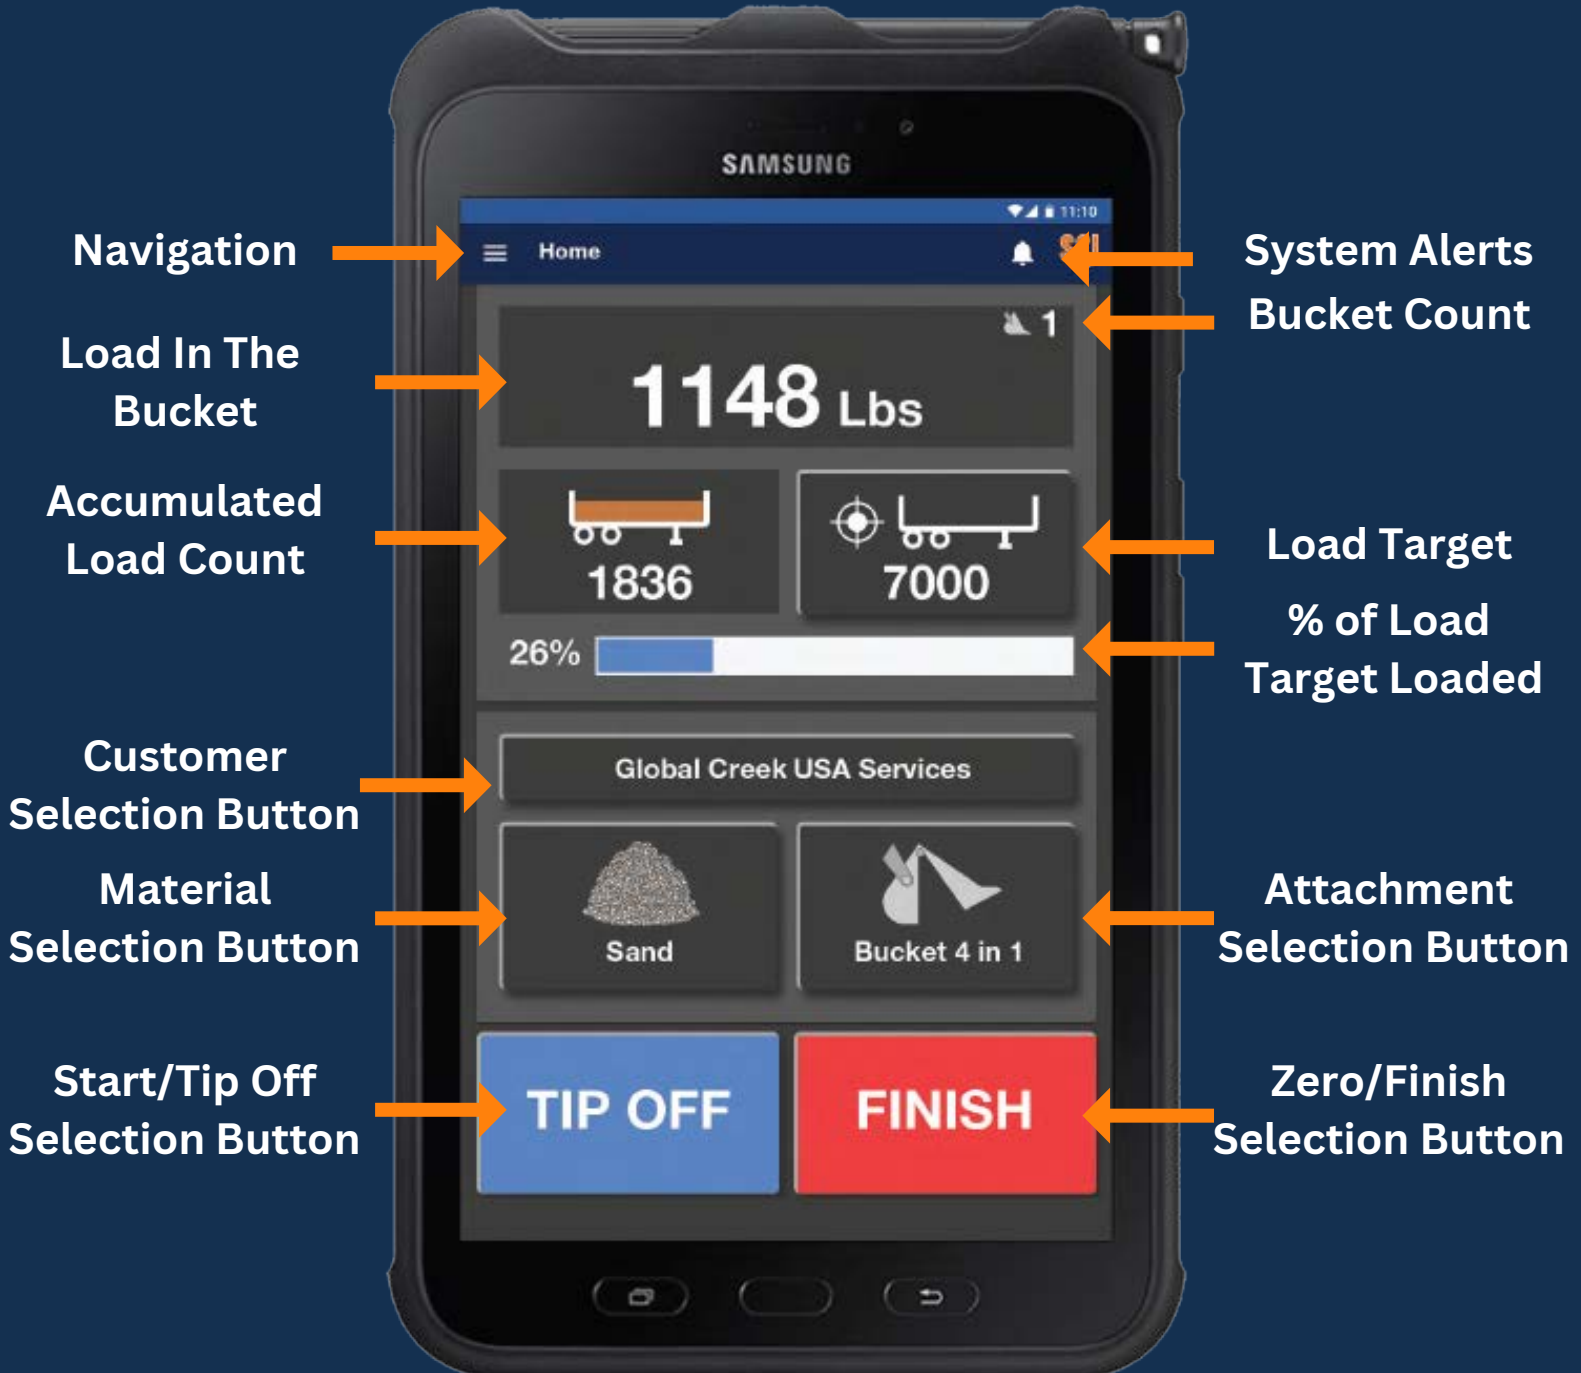 SAMSUNG
11:10
Navigation
Home
System Alerts
Bucket Count
1
Load In The
Bucket
1148 Lbs
Accumulated
Load Count
1836
7000
Load Target
26%
% of Load
Target Loaded
Customer
Selection Button
Global Creek USA Services
Material
Selection Button
Sand
Bucket 4 in 1
Attachment
Selection Button
Start/Tip Off
Selection Button
TIP OFF
FINISH
Zero/Finish
Selection Button